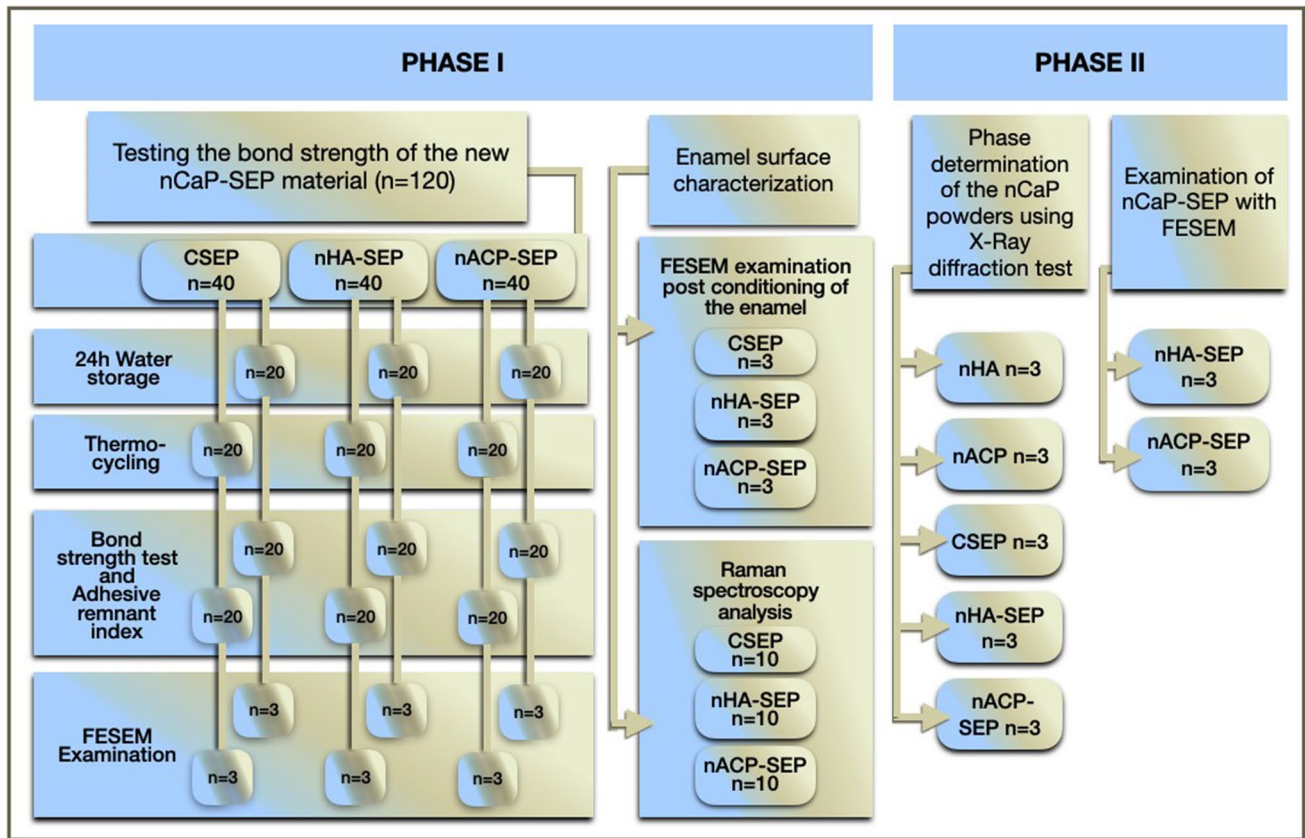 PHASE I
Testing the bond strength of the new
nCaP-SEP material (n=120)
CSEP
n=40
nHA-SEP
n=40
nACP-SEP
n=40
24h Water
storage
n=20
n=20
n=20
Thermo-
cycling
n=20
n=20
n=20
Bond
strength test
and
Adhesive
remnant
index
n=20
n=20
n=20
n=20
n=20
n=20
FESEM
Examination
n=3
n=3
n=3
n=3
n=3
n=3
Enamel surface
characterization
FESEM examination
post conditioning of
the enamel
CSEP
n=3
nHA-SEP
n=3
nACP-SEP
n=3
Raman
spectroscopy
analysis
CSEP
n=10
nHA-SEP
n=10
nACP-SEP
n=10
PHASE II
Phase
determination
of the nCaP
powders using
X-Ray
diffraction test
nHA n=3
nACP n=3
CSEP n=3
nHA-SEP
n=3
nACP-
SEP n=3
Examination of
nCaP-SEP with
FESEM
nHA-SEP
n=3
nACP-SEP
n=3